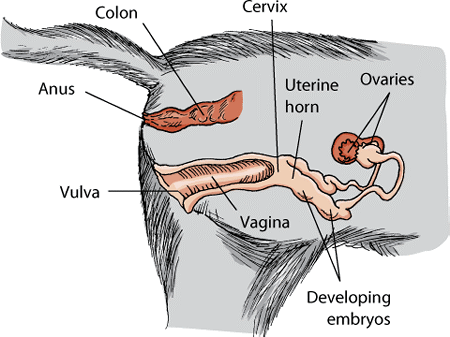 Cervix
Colon
Uterine
horn
Ovaries
Anus
Vulva
Vagina
Developing
embryos